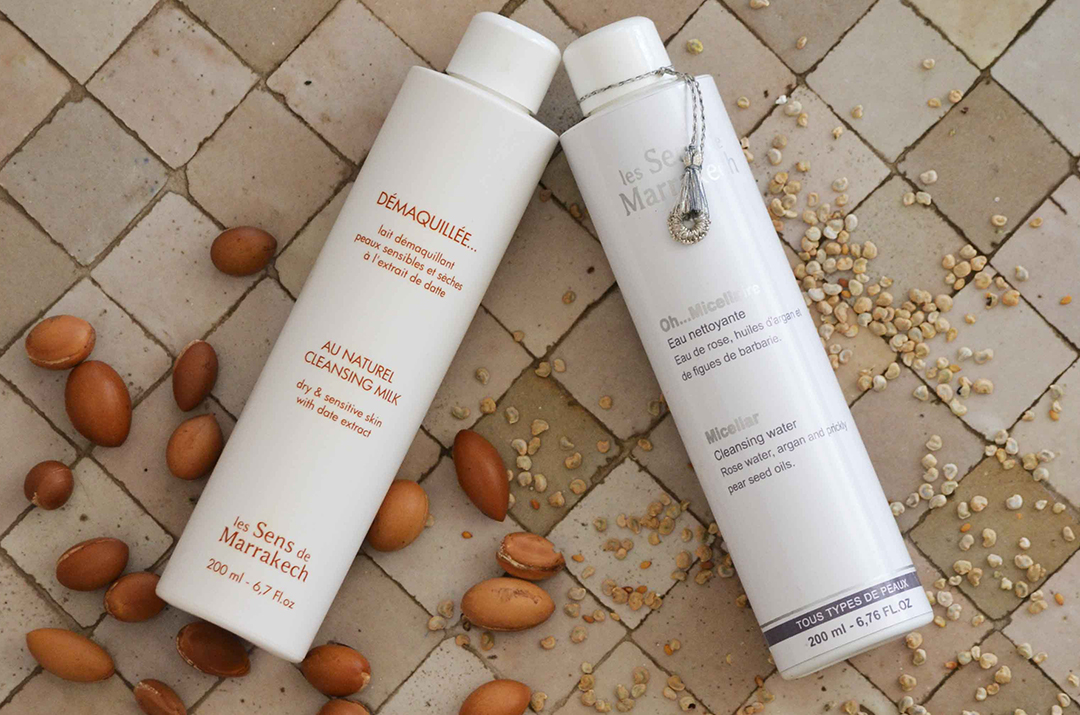 DÉMAQUILLÉE...
lait démaquillant
peaux sensibles et sèches
à l'extrait de datte
AU NATUREL
CLEANSING MILK
dry & sensitive skin
with date extract
les Sens de
Marrakech
200 ml - 6,7 Fl.oz
les Sens de
Marrakech
Oh...Micellaire
Eau nettoyante
Eau de rose, huiles d'argan et
de figues de barbarie.
Micellar
Cleansing water
Rose water, argan and prickly
pear seed oils.
TOUS TYPES DE PEAUX
200 ml - 6,76 FL.OZ